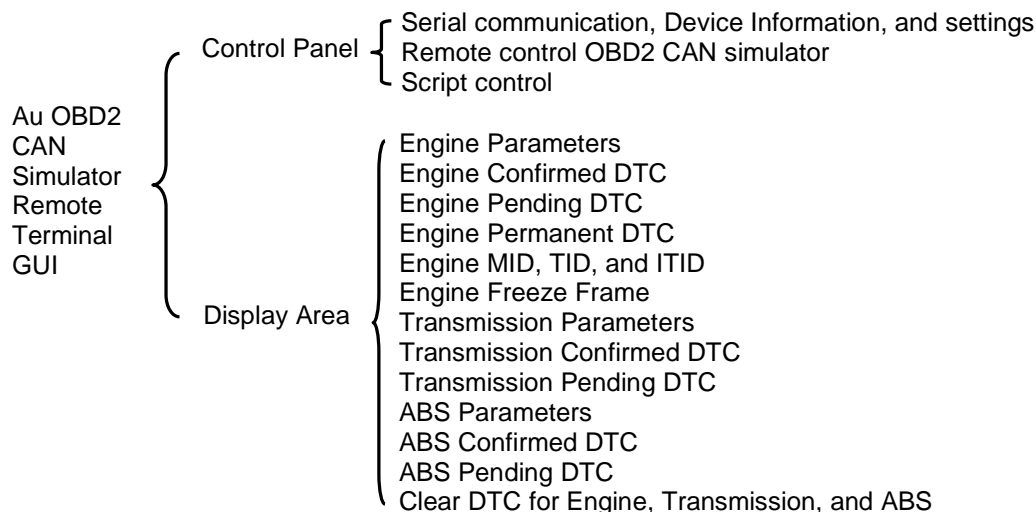 Au OBD2
CAN
Simulator
Remote
Terminal
GUI
Control Panel
Serial communication, Device Information, and settings
Remote control OBD2 CAN simulator
Script control
Display Area
Engine Parameters
Engine Confirmed DTC
Engine Pending DTC
Engine Permanent DTC
Engine MID, TID, and ITID
Engine Freeze Frame
Transmission Parameters
Transmission Confirmed DTC
Transmission Pending DTC
ABS Parameters
ABS Confirmed DTC
ABS Pending DTC
Clear DTC for Engine, Transmission, and ABS